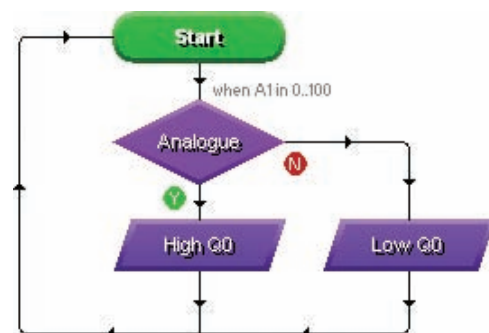 Start
when A1 in 0..100
Analogue
N
Y
High Q0
Low Q0